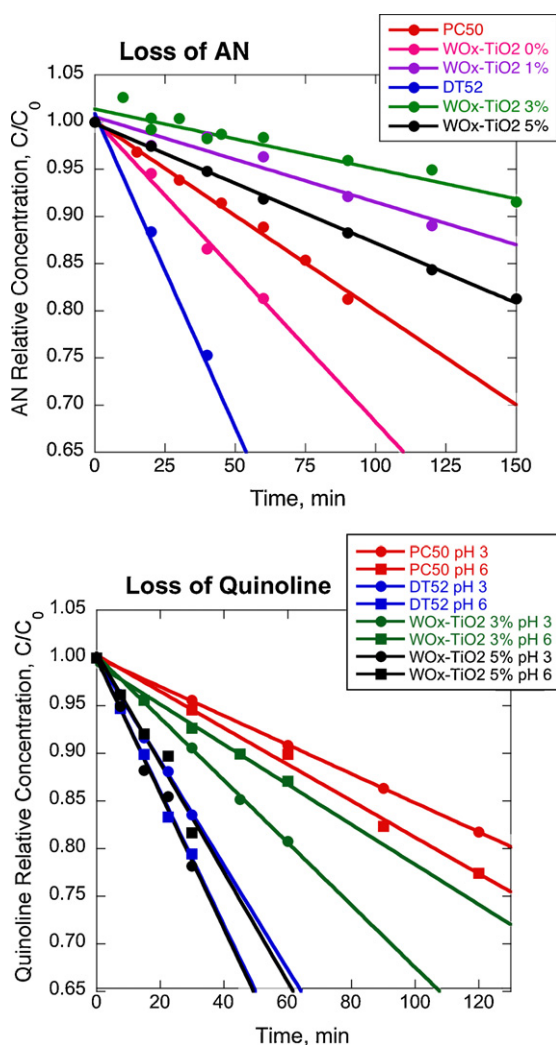 Loss of AN
PC50
WOx-TiO2 0%
WOx-TiO2 1%
DT52
WOx-TiO2 3%
WOx-TiO2 5%
AN Relative Concentration, C/C0
1.05
1.00
0.95
0.90
0.85
0.80
0.75
0.70
0.65
0 25 50 75 100 125 150
Time, min
Loss of Quinoline
PC50 pH 3
PC50 pH 6
DT52 pH 3
DT52 pH 6
WOx-TiO2 3% pH 3
WOx-TiO2 3% pH 6
WOx-TiO2 5% pH 3
WOx-TiO2 5% pH 6
Quinoline Relative Concentration, C/C0
1.05
1.00
0.95
0.90
0.85
0.80
0.75
0.70
0.65
0 20 40 60 80 100 120
Time, min